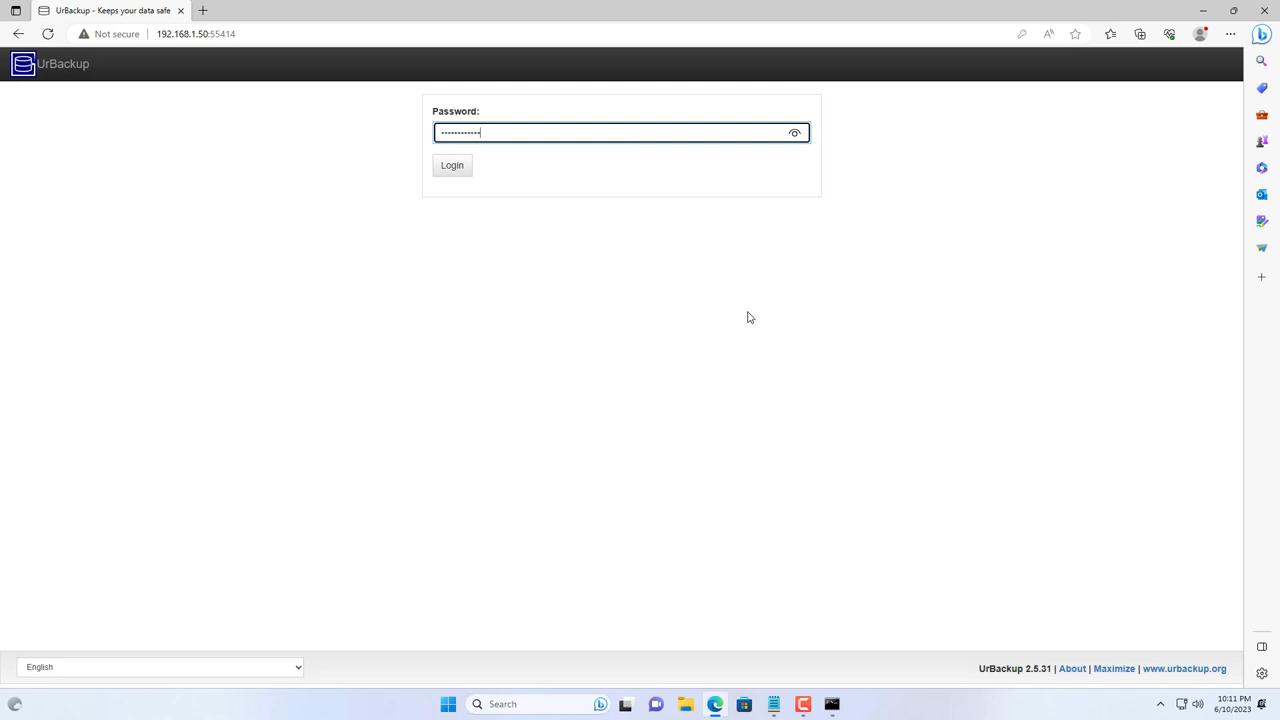 UrBackup - Keeps your data safe
Not secure
192.168.1.50:55414
UrBackup
Password:
------------
Login
English
UrBackup 2.5.31 | About | Maximize | www.urbackup.org
Search
10:11 PM
6/10/2023